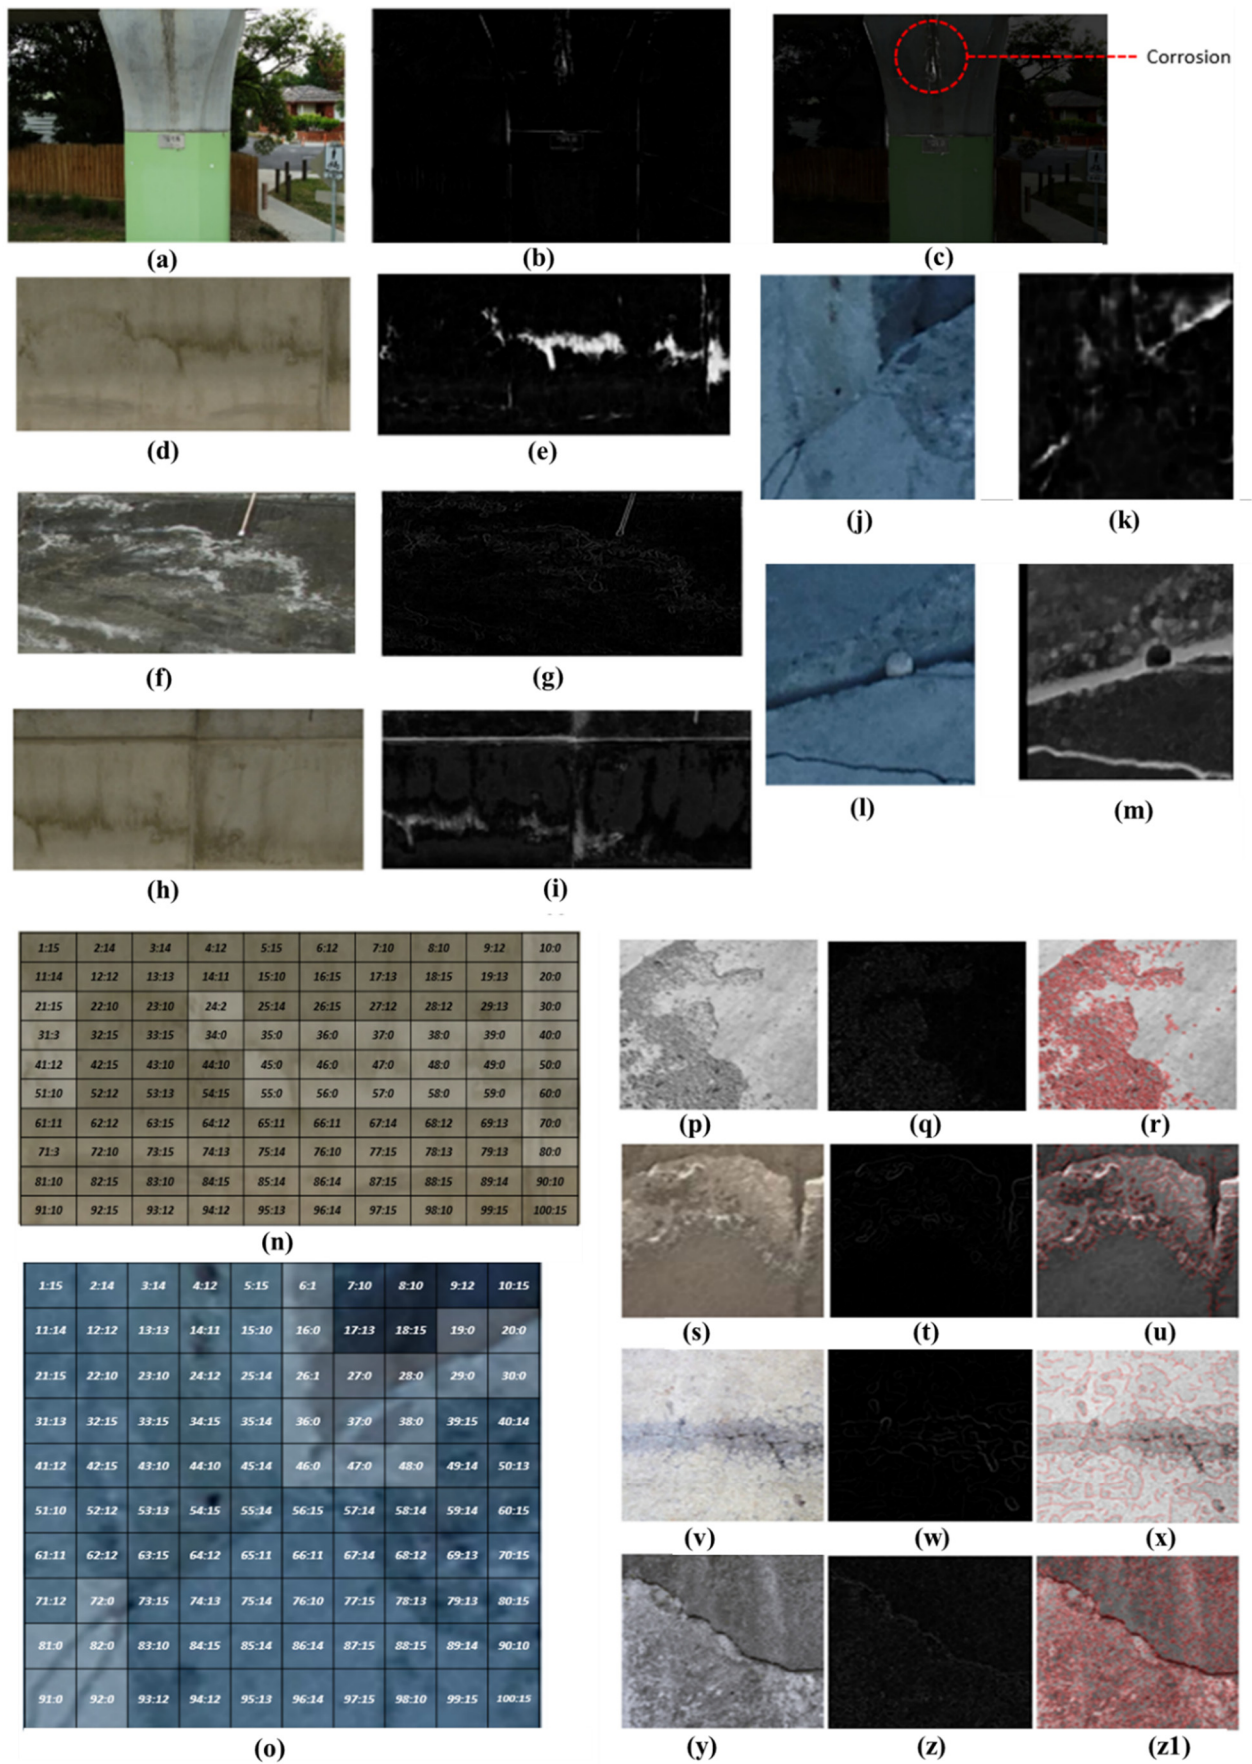 Corrosion
(a) (b) (c)
(d) (e)
(j) (k)
(f) (g)
(l) (m)
(h) (i)
1:15 2:14 3:14 4:12 5:15 6:12 7:10 8:10 9:12 10:0
11:14 12:12 13:13 14:11 15:10 16:15 17:13 18:15 19:13 20:0
21:15 22:10 23:10 24:2 25:14 26:15 27:12 28:12 29:13 30:0
31:3 32:15 33:15 34:0 35:0 36:0 37:0 38:0 39:0 40:0
41:12 42:15 43:10 44:10 45:0 46:0 47:0 48:0 49:0 50:0
51:10 52:12 53:13 54:15 55:0 56:0 57:0 58:0 59:0 60:0
61:11 62:12 63:15 64:12 65:11 66:11 67:14 68:12 69:13 70:0
71:3 72:10 73:15 74:13 75:14 76:10 77:15 78:13 79:13 80:0
81:10 82:15 83:10 84:15 85:14 86:14 87:15 88:15 89:14 90:10
91:10 92:15 93:12 94:12 95:13 96:14 97:15 98:10 99:15 100:15
(n)
1:15 2:14 3:14 4:12 5:15 6:1 7:10 8:10 9:12 10:15
11:14 12:12 13:13 14:11 15:10 16:0 17:13 18:15 19:0 20:0
21:15 22:10 23:10 24:12 25:14 26:1 27:0 28:0 29:0 30:0
31:13 32:15 33:15 34:15 35:14 36:0 37:0 38:0 39:15 40:14
41:12 42:15 43:10 44:10 45:14 46:0 47:0 48:0 49:14 50:13
51:10 52:12 53:13 54:15 55:14 56:15 57:14 58:14 59:14 60:15
61:11 62:12 63:15 64:12 65:11 66:11 67:14 68:12 69:13 70:15
71:12 72:0 73:15 74:13 75:14 76:10 77:15 78:13 79:13 80:15
81:0 82:0 83:10 84:15 85:14 86:14 87:15 88:15 89:14 90:10
91:0 92:0 93:12 94:12 95:13 96:14 97:15 98:10 99:15 100:15
(o)
(p) (q) (r)
(s) (t) (u)
(v) (w) (x)
(y) (z) (z1)